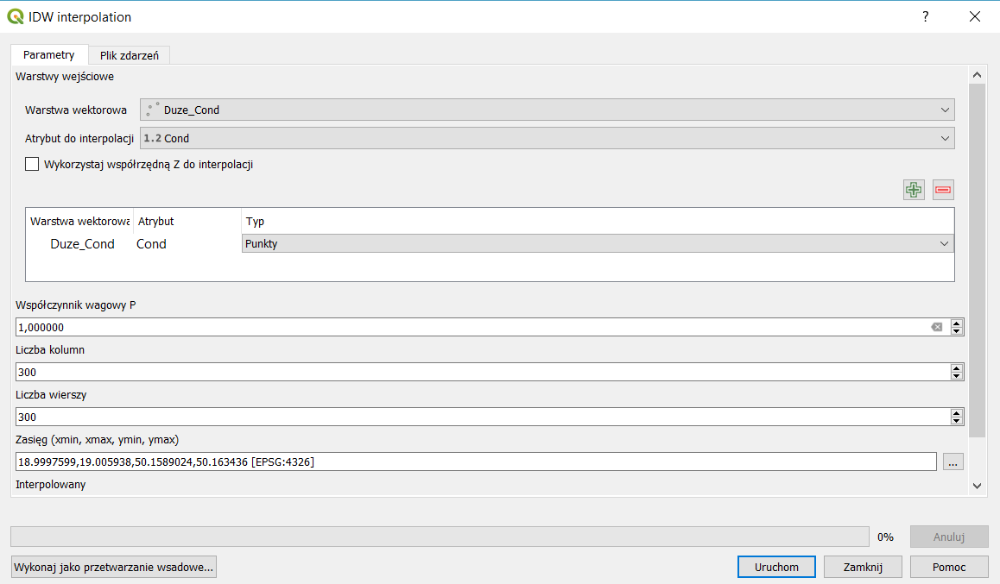 IDW interpolation
?
Parametry
Plik zdarzeń
Warstwy wejściowe
Warstwa wektorowa
Duze_Cond
Atrybut do interpolacji
1.2 Cond
Wykorzystaj współrzędną Z do interpolacji
Warstwa wektorowa Atrybut Typ
Duze_Cond Cond Punkty
Współczynnik wagowy P
1,000000
Liczba kolumn
300
Liczba wierszy
300
Zasięg (xmin, xmax, ymin, ymax)
18.9997599,19.005938,50.1589024,50.163436 [EPSG:4326]
...
Interpolowany
0%
Anuluj
Wykonaj jako przetwarzanie wsadowe...
Uruchom
Zamknij
Pomoc